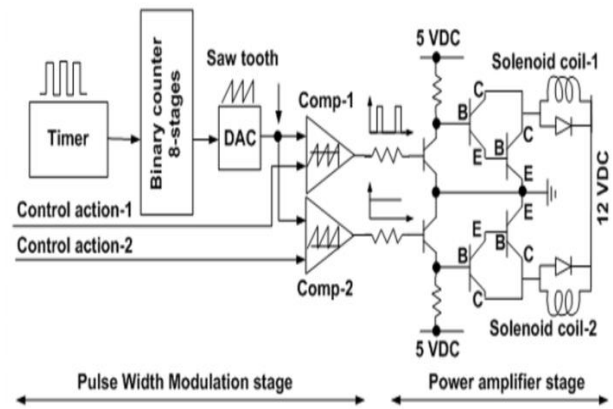 5 VDC
Solenoid coil-1
Saw tooth
Timer
Binary counter
8-stages
DAC
Comp-1
C
B
C
E
B
E
12 VDC
Control action-1
Control action-2
E
E
B
B
C
C
Comp-2
Solenoid coil-2
5 VDC
Pulse Width Modulation stage
Power amplifier stage